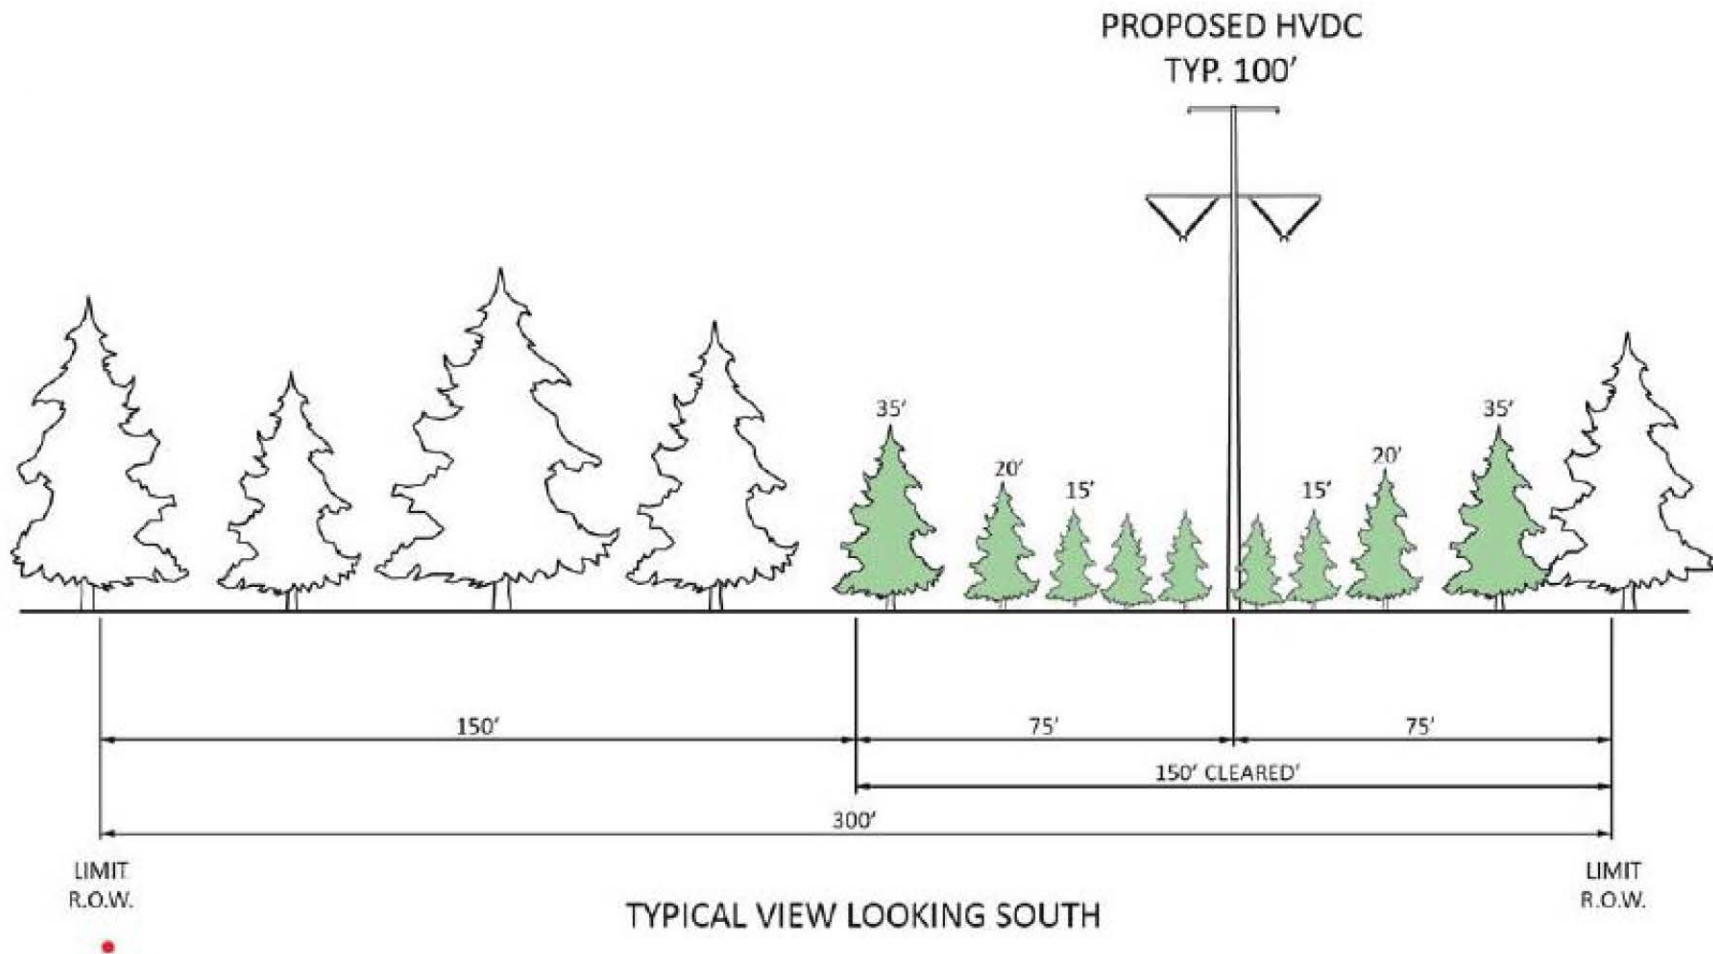 PROPOSED HVDC
TYP. 100'
35'
20'
15'
15'
20'
35'
150'
75'
75'
150' CLEARED'
300'
LIMIT
R.O.W.
LIMIT
R.O.W.
TYPICAL VIEW LOOKING SOUTH